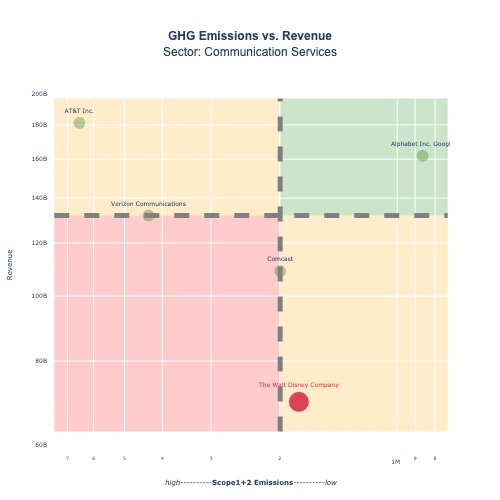 GHG Emissions vs. Revenue
Sector: Communication Services
200B
AT&T Inc.
180B
Alphabet Inc. Googl
160B
140B
Verizon Communications
120B
Comcast
100B
80B
The Walt Disney Company
60B
Revenue
7 6 5 4 3 2 1M 9 8
high----------Scope1+2 Emissions----------low